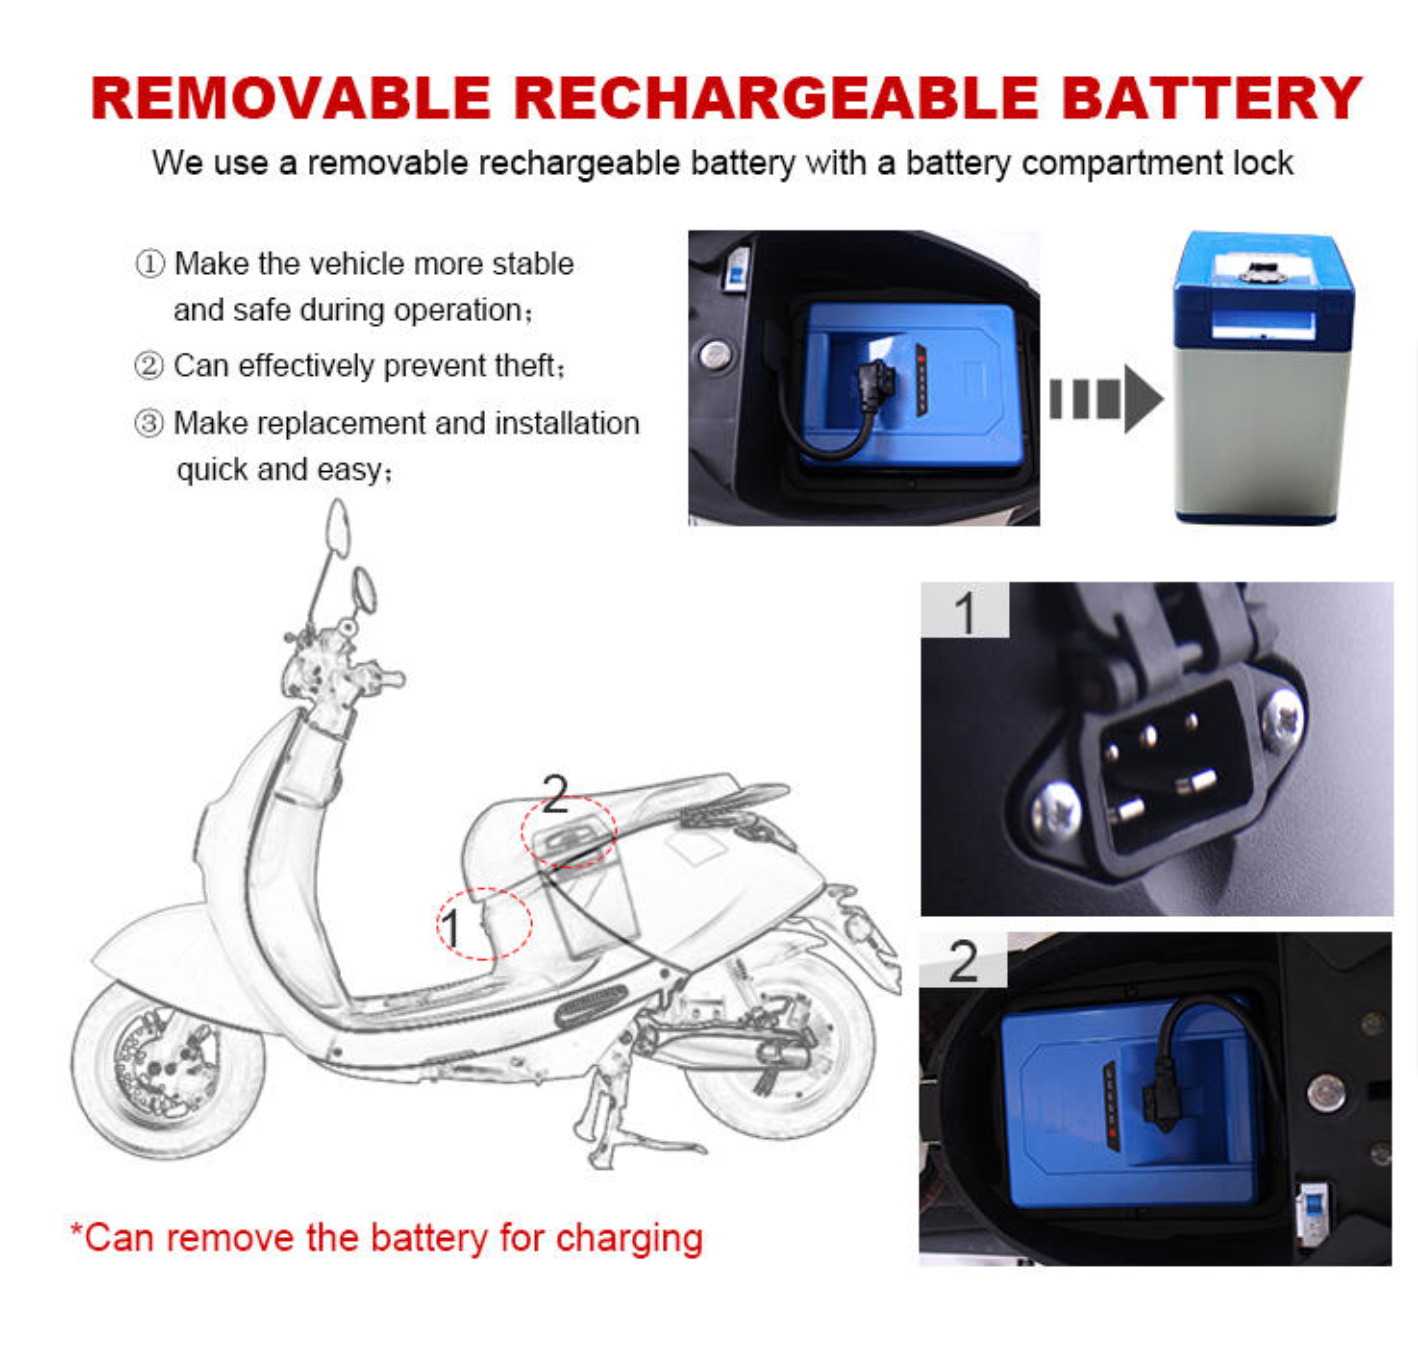 REMOVABLE RECHARGEABLE BATTERY
We use a removable rechargeable battery with a battery compartment lock
① Make the vehicle more stable
and safe during operation;
② Can effectively prevent theft;
③ Make replacement and installation
quick and easy;
1
2
1
2
*Can remove the battery for charging